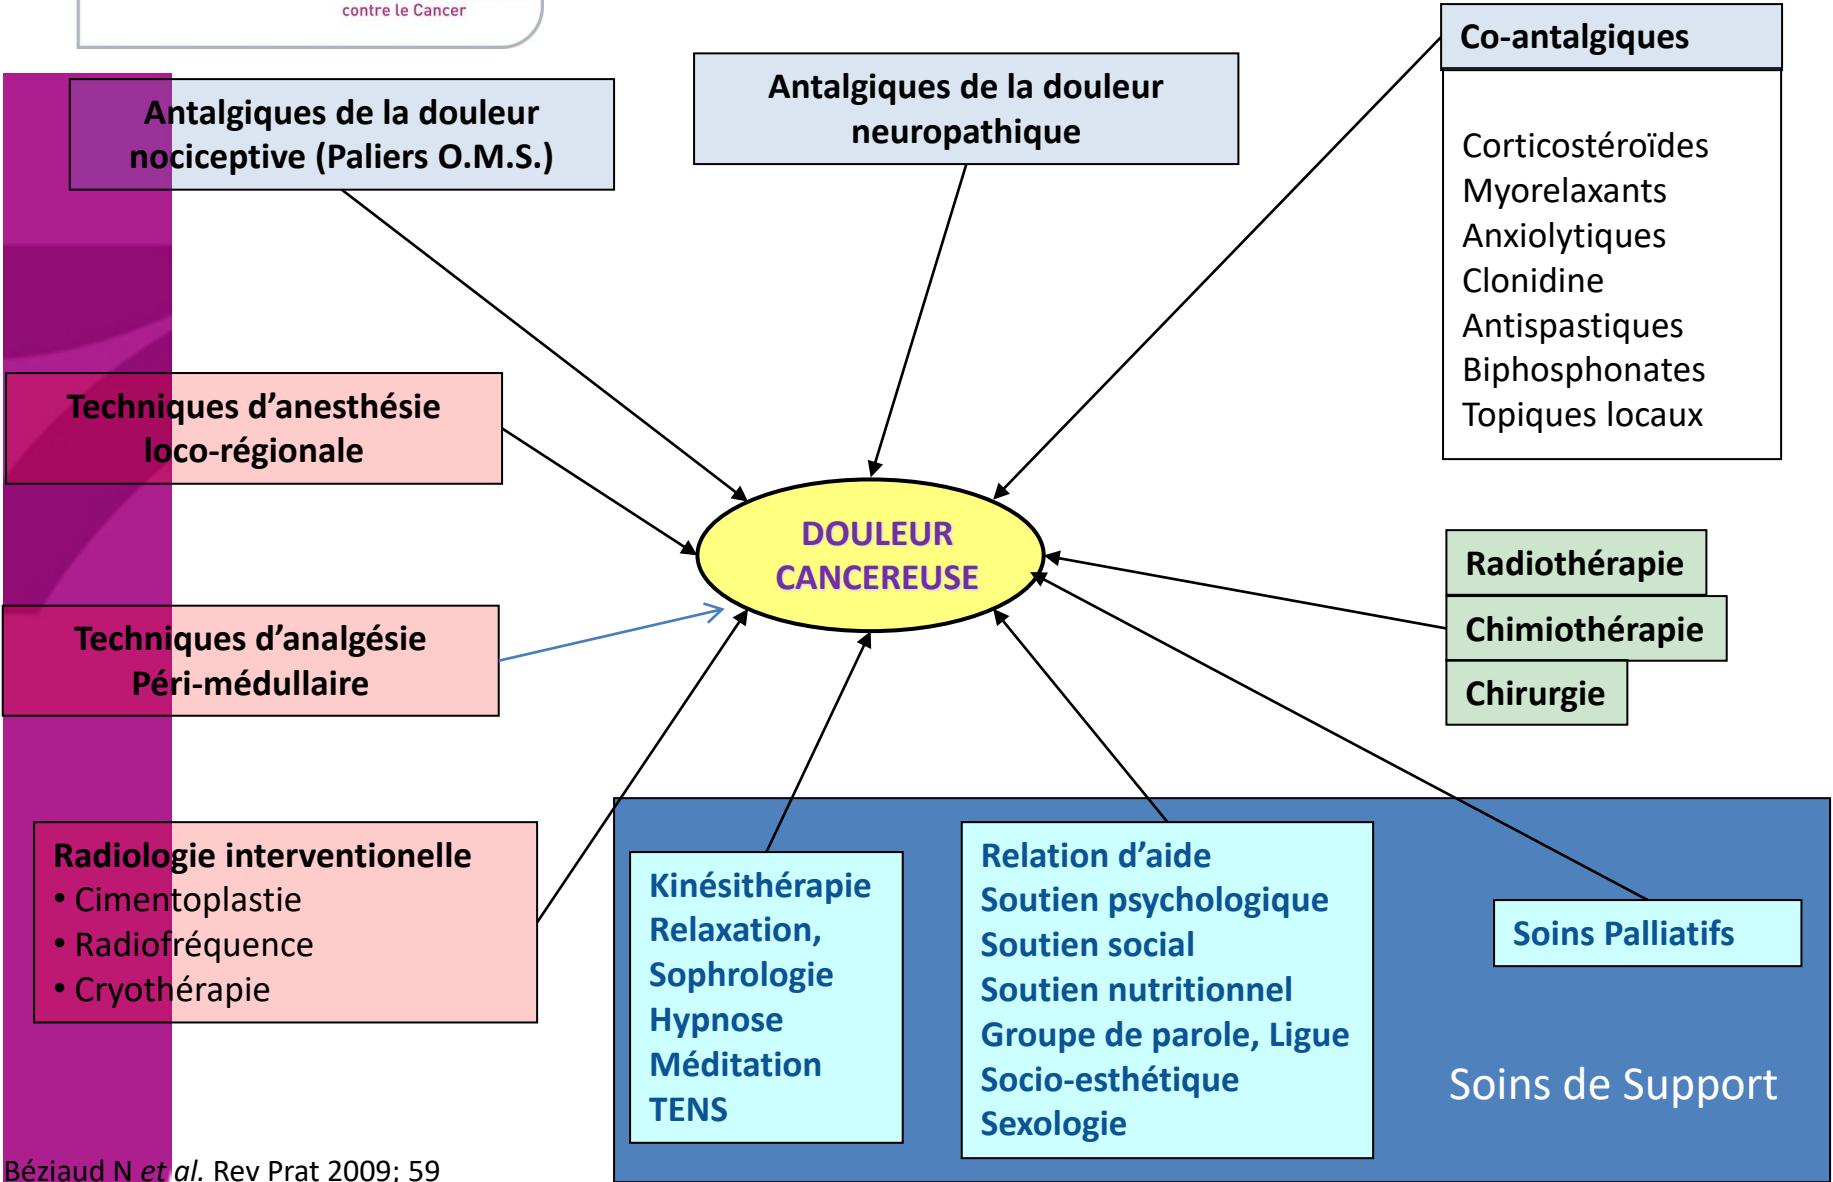 contre le Cancer
Antalgiques de la douleur
nociceptive (Paliers O.M.S.)
Antalgiques de la douleur
neuropathique
Co-antalgiques
Corticostéroïdes
Myorelaxants
Anxiolytiques
Clonidine
Antispastiques
Biphosphonates
Topiques locaux
Techniques d’anesthésie
loco-régionale
DOULEUR
CANCEREUSE
Radiothérapie
Chimiothérapie
Chirurgie
Techniques d’analgésie
Péri-médullaire
Radiologie interventionelle
• Cimentoplastie
• Radiofréquence
• Cryothérapie
Kinésithérapie
Relaxation,
Sophrologie
Hypnose
Méditation
TENS
Relation d’aide
Soutien psychologique
Soutien social
Soutien nutritionnel
Groupe de parole, Ligue
Socio-esthétique
Sexologie
Soins Palliatifs
Soins de Support
Béziaud N et al. Rev Prat 2009; 59